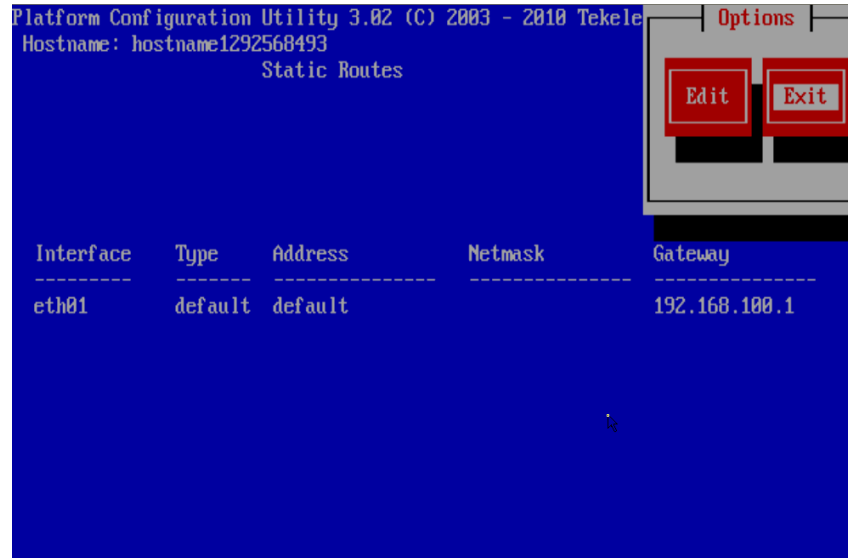 Platform Configuration Utility 3.02 (C) 2003 - 2010 Tekele
Options
Hostname: hostname1292568493
Static Routes
Edit Exit
Interface Type Address Netmask Gateway
--------- ------- --------------- --------------- ---------------
eth01 default default 192.168.100.1